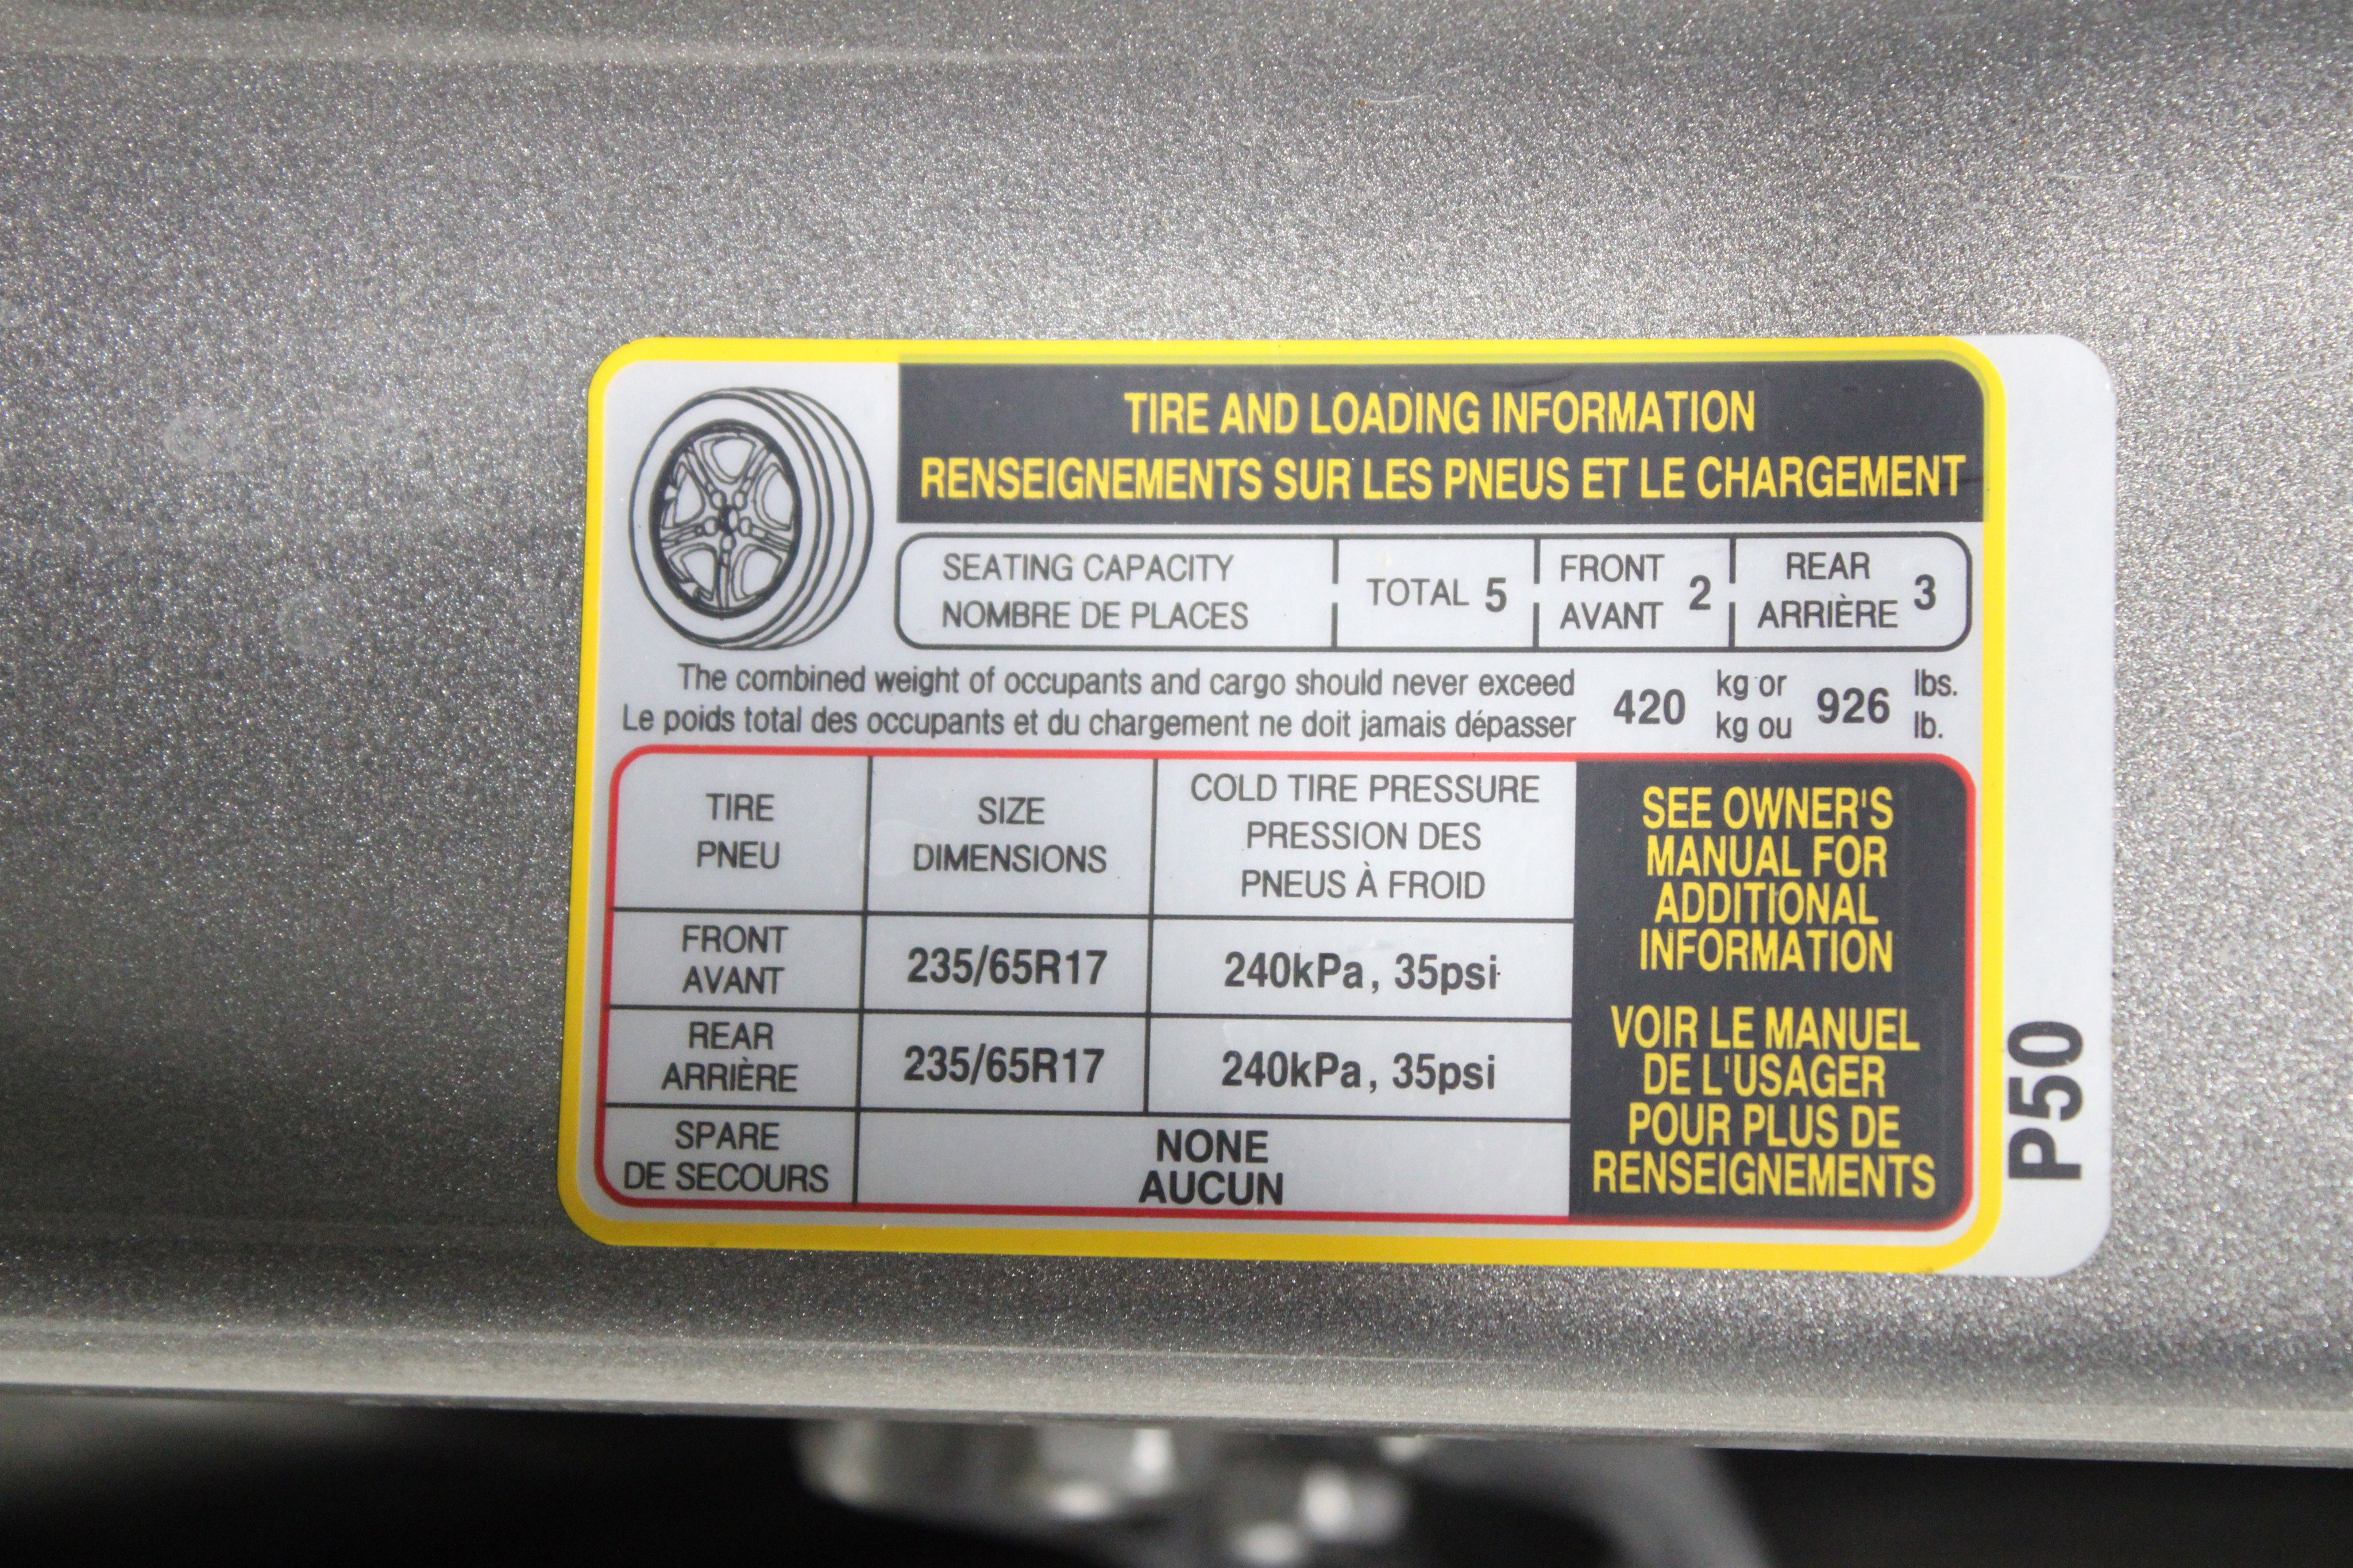 TIRE AND LOADING INFORMATION
RENSEIGNEMENTS SUR LES PNEUS ET LE CHARGEMENT
SEATING CAPACITY
NOMBRE DE PLACES
TOTAL 5
FRONT
AVANT
2
REAR
ARRIÈRE
3
The combined weight of occupants and cargo should never exceed
Le poids total des occupants et du chargement ne doit jamais dépasser
420
kg or
kg ou
926
lbs.
lb.
TIRE
PNEU
SIZE
DIMENSIONS
COLD TIRE PRESSURE
PRESSION DES
PNEUS À FROID
FRONT
AVANT
235/65R17
240kPa, 35psi
REAR
ARRIÈRE
235/65R17
240kPa, 35psi
SPARE
DE SECOURS
NONE
AUCUN
SEE OWNER'S
MANUAL FOR
ADDITIONAL
INFORMATION
VOIR LE MANUEL
DE L'USAGER
POUR PLUS DE
RENSEIGNEMENTS
P50